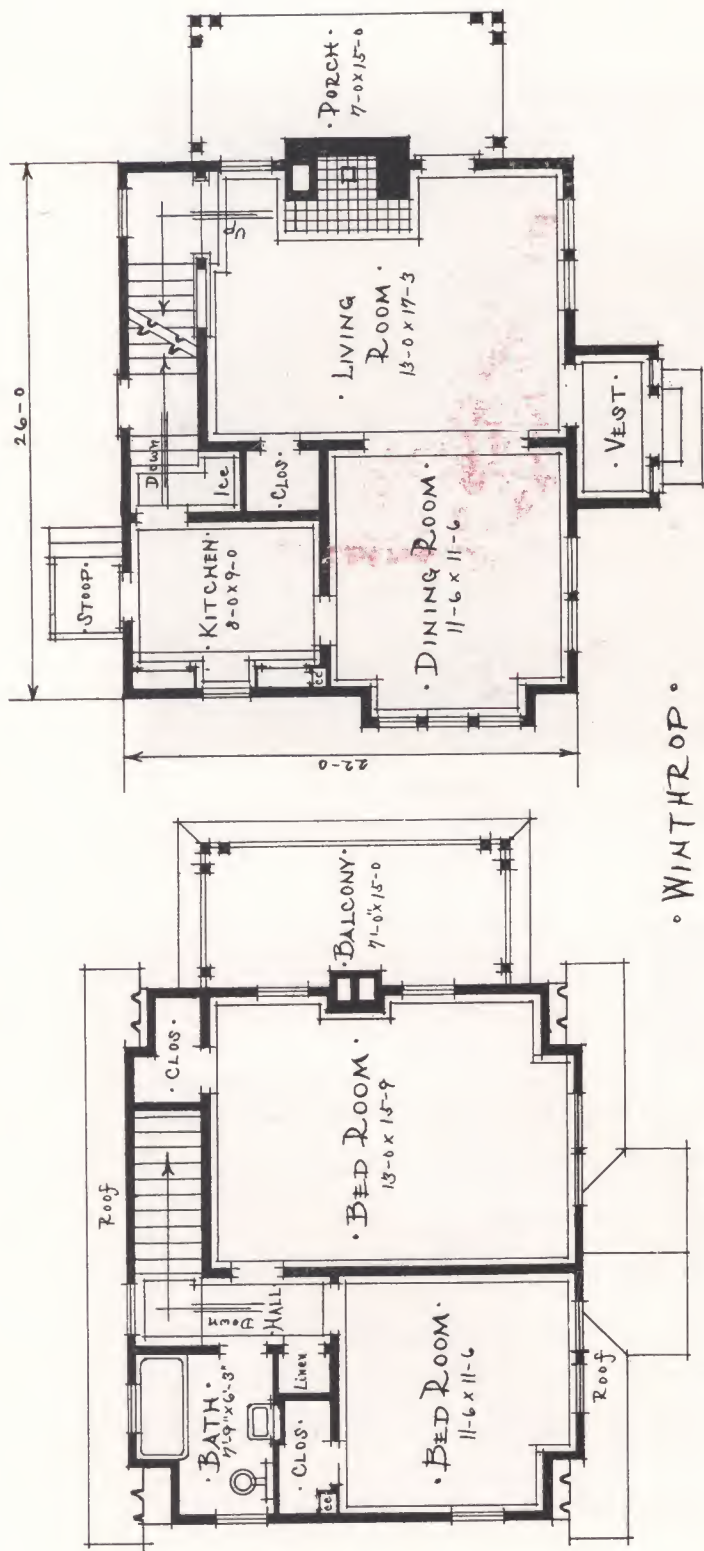 ROOF
·BATH·
7'-9" x 6'-3"
DOWN
·HALL·
LINEN
·CLOS·
CC
·CLOS·
·BED ROOM·
11-6 x 11-6
·BED ROOM·
13-0 x 15-9
·BALCONY·
7'-0" x 15-0
ROOF
26-0
22-0
·STOOP·
DOWN
ICE
·KITCHEN·
8-0 x 9-0
CC
·CLOS·
UP
·DINING ROOM·
11-6 x 11-6
·LIVING
ROOM·
13-0 x 17-3
·PORCH·
7-0 x 15-0
·VEST·
·WINTHROP·